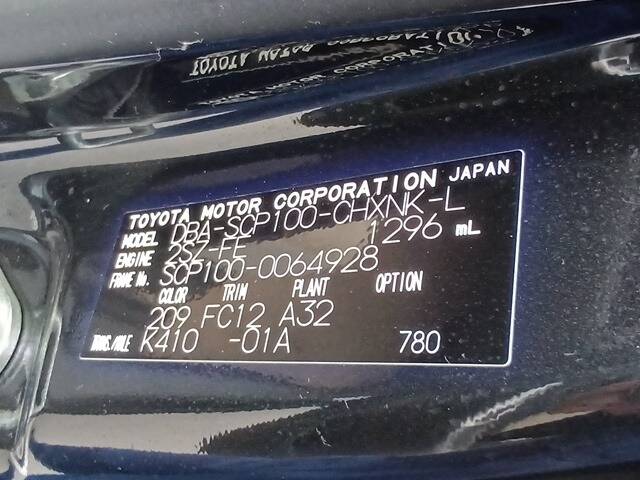 TOYOTA MOTOR CORPORATION JAPAN
MODEL DBA-SCP100-CHXNK-L
ENGINE 2SZ-FE 1296 mL
FRAME No. SCP100-0064928
COLOR TRIM PLANT OPTION
209 FC12 A32
TRANS./AXLE K410 -01A 780